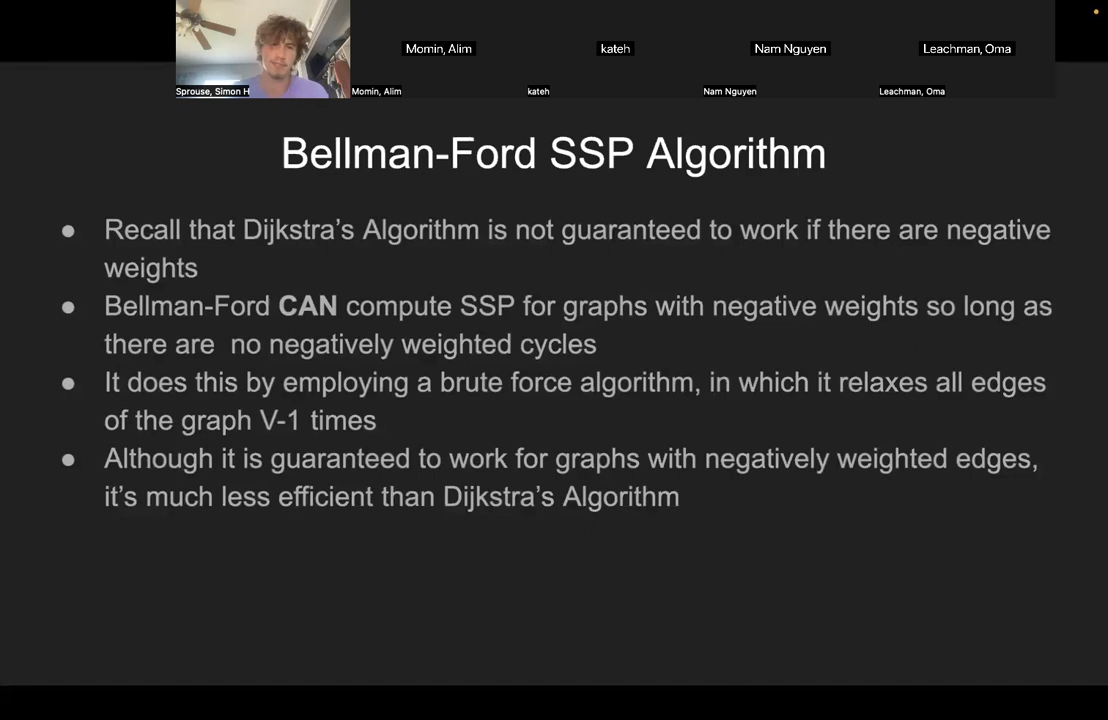 Momin, Alim
kateh
Nam Nguyen
Leachman, Oma
Sprouse, Simon H
Momin, Alim
kateh
Nam Nguyen
Leachman, Oma
Bellman-Ford SSP Algorithm
● Recall that Dijkstra’s Algorithm is not guaranteed to work if there are negative
weights
● Bellman-Ford CAN compute SSP for graphs with negative weights so long as
there are  no negatively weighted cycles
● It does this by employing a brute force algorithm, in which it relaxes all edges
of the graph V-1 times
● Although it is guaranteed to work for graphs with negatively weighted edges,
it’s much less efficient than Dijkstra’s Algorithm